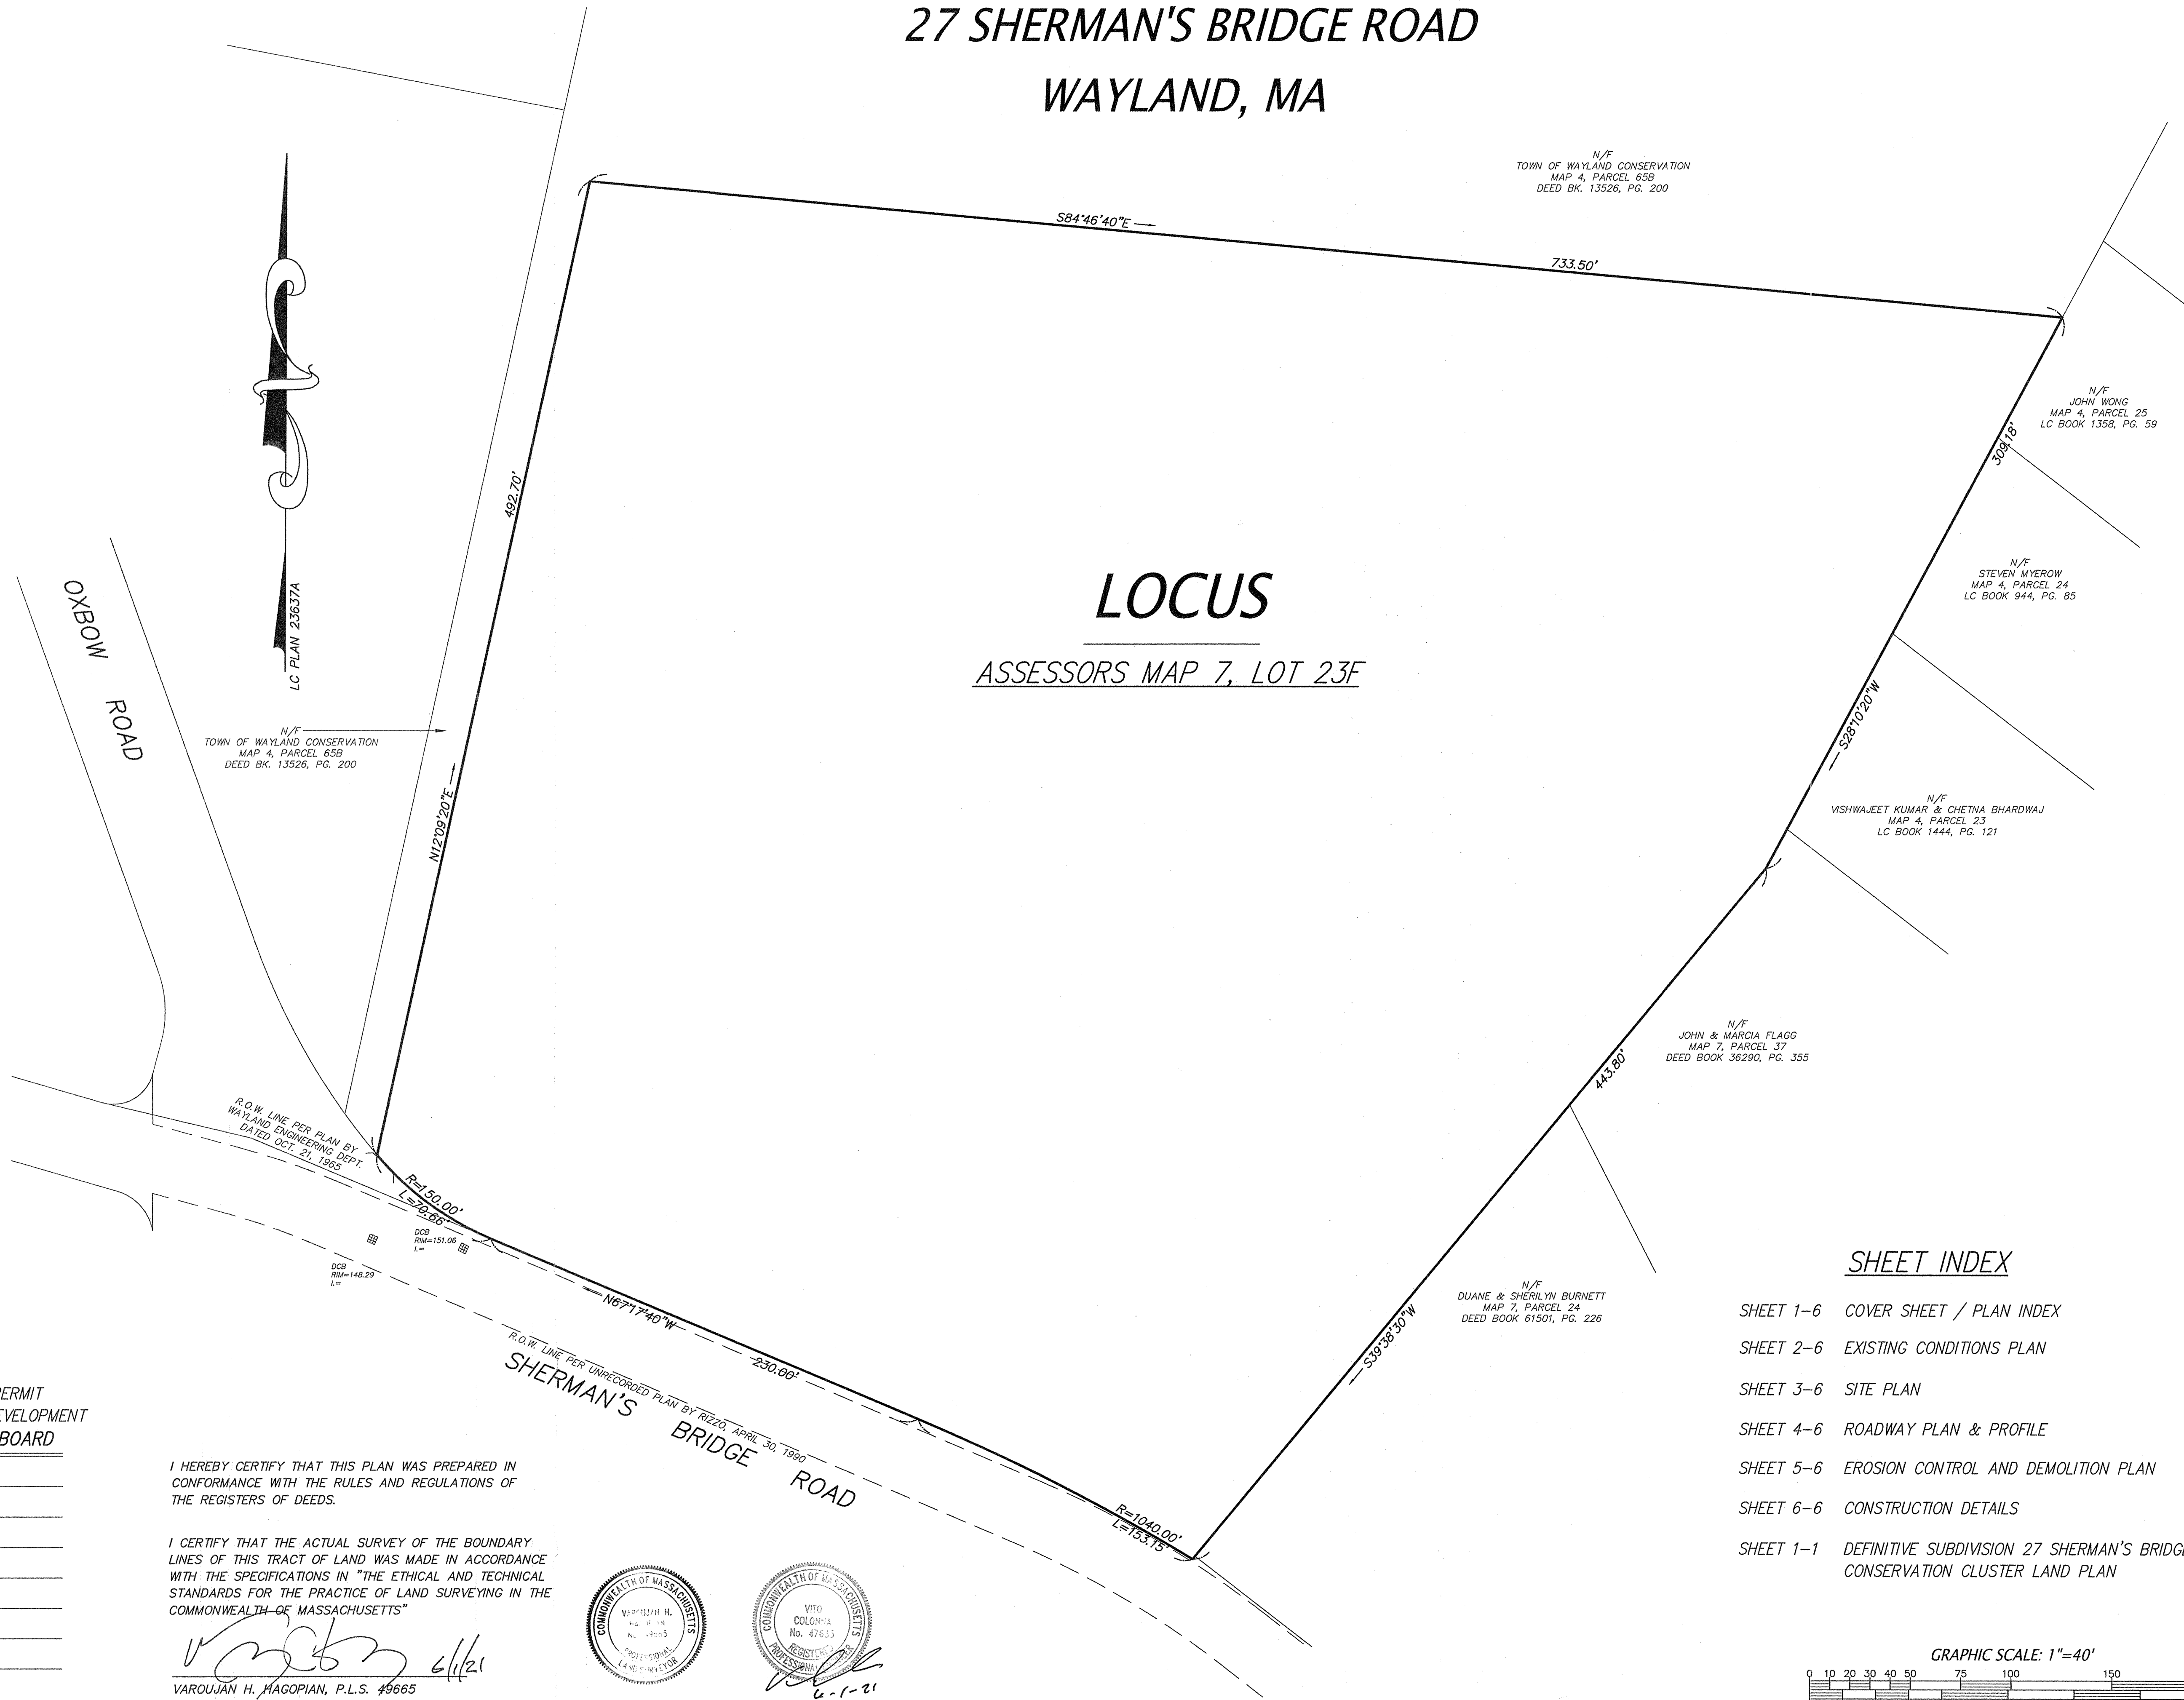 27 SHERMAN'S BRIDGE ROAD
WAYLAND, MA
N/F
TOWN OF WAYLAND CONSERVATION
MAP 4, PARCEL 65B
DEED BK. 13526, PG. 200
S84°46'40"E
733.50'
N/F
JOHN WONG
MAP 4, PARCEL 25
LC BOOK 1358, PG. 59
309.18'
492.70'
LC PLAN 23637A
OXBOW ROAD
LOCUS
ASSESSORS MAP 7, LOT 23F
N/F
STEVEN MYEROW
MAP 4, PARCEL 24
LC BOOK 944, PG. 85
S28°10'20"W
N/F
TOWN OF WAYLAND CONSERVATION
MAP 4, PARCEL 65B
DEED BK. 13526, PG. 200
N12°09'20"E
N/F
VISHWAJEET KUMAR & CHETNA BHARDWAJ
MAP 4, PARCEL 23
LC BOOK 1444, PG. 121
N/F
JOHN & MARCIA FLAGG
MAP 7, PARCEL 37
DEED BOOK 36290, PG. 355
443.80'
R.O.W. LINE PER PLAN BY
WAYLAND ENGINEERING DEPT.
DATED OCT. 21, 1965
R=150.00'
L=70.66'
DCB
RIM=151.06
I.=
DCB
RIM=148.29
I.=
N67°17'40"W
230.00'
R.O.W. LINE PER UNRECORDED PLAN BY RIZZO, APRIL 30, 1990
SHERMAN'S BRIDGE ROAD
R=1040.00'
L=153.15'
S39°38'30"W
N/F
DUANE & SHERILYN BURNETT
MAP 7, PARCEL 24
DEED BOOK 61501, PG. 226
SHEET INDEX
SHEET 1-6 COVER SHEET / PLAN INDEX
SHEET 2-6 EXISTING CONDITIONS PLAN
SHEET 3-6 SITE PLAN
SHEET 4-6 ROADWAY PLAN & PROFILE
SHEET 5-6 EROSION CONTROL AND DEMOLITION PLAN
SHEET 6-6 CONSTRUCTION DETAILS
SHEET 1-1 DEFINITIVE SUBDIVISION 27 SHERMAN'S BRIDGE
CONSERVATION CLUSTER LAND PLAN
GRAPHIC SCALE: 1"=40'
0 10 20 30 40 50 75 100 150
ERMIT
EVELOPMENT
BOARD
I HEREBY CERTIFY THAT THIS PLAN WAS PREPARED IN
CONFORMANCE WITH THE RULES AND REGULATIONS OF
THE REGISTERS OF DEEDS.
I CERTIFY THAT THE ACTUAL SURVEY OF THE BOUNDARY
LINES OF THIS TRACT OF LAND WAS MADE IN ACCORDANCE
WITH THE SPECIFICATIONS IN "THE ETHICAL AND TECHNICAL
STANDARDS FOR THE PRACTICE OF LAND SURVEYING IN THE
COMMONWEALTH OF MASSACHUSETTS"
6/1/21
VAROUJAN H. HAGOPIAN, P.L.S. 49665
COMMONWEALTH OF MASSACHUSETTS
PROFESSIONAL
LAND SURVEYOR
COMMONWEALTH OF MASSACHUSETTS
VITO
COLONNA
No. 47635
REGISTERED
PROFESSIONAL
6-1-21